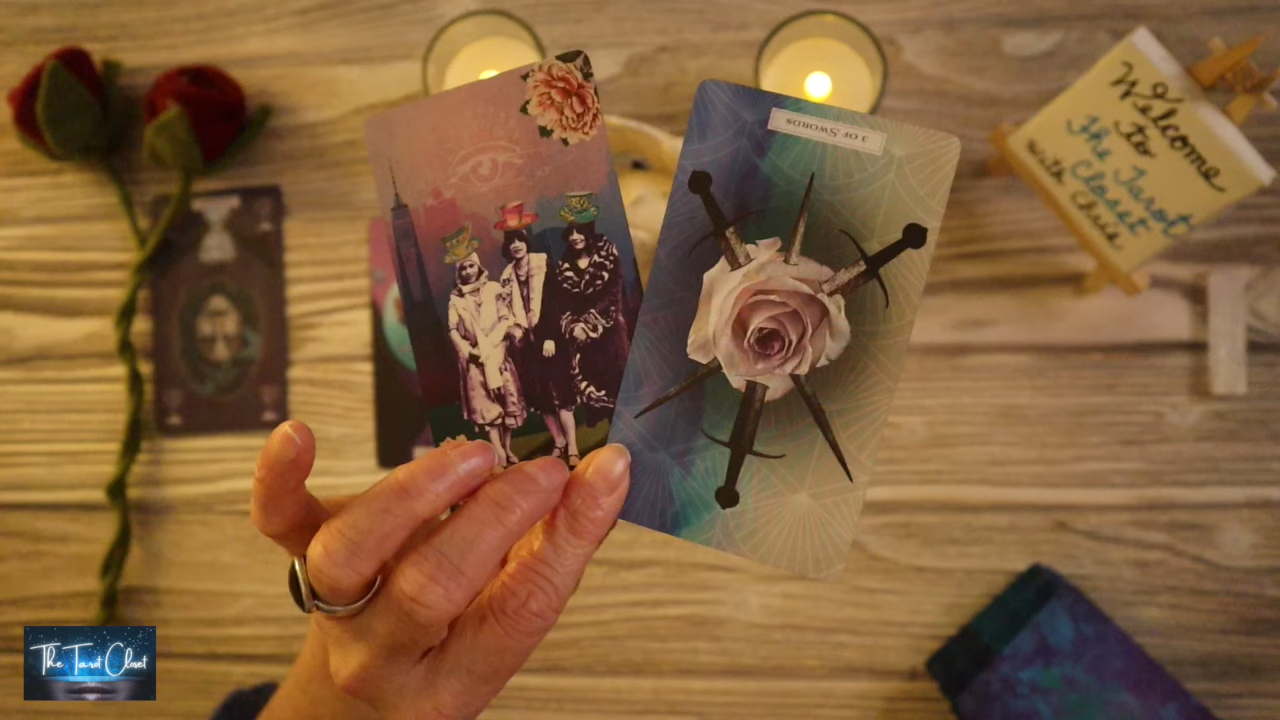 3 OF SWORDS
Welcome
To
The Tarot
Closet
With Chris
The Tarot Closet